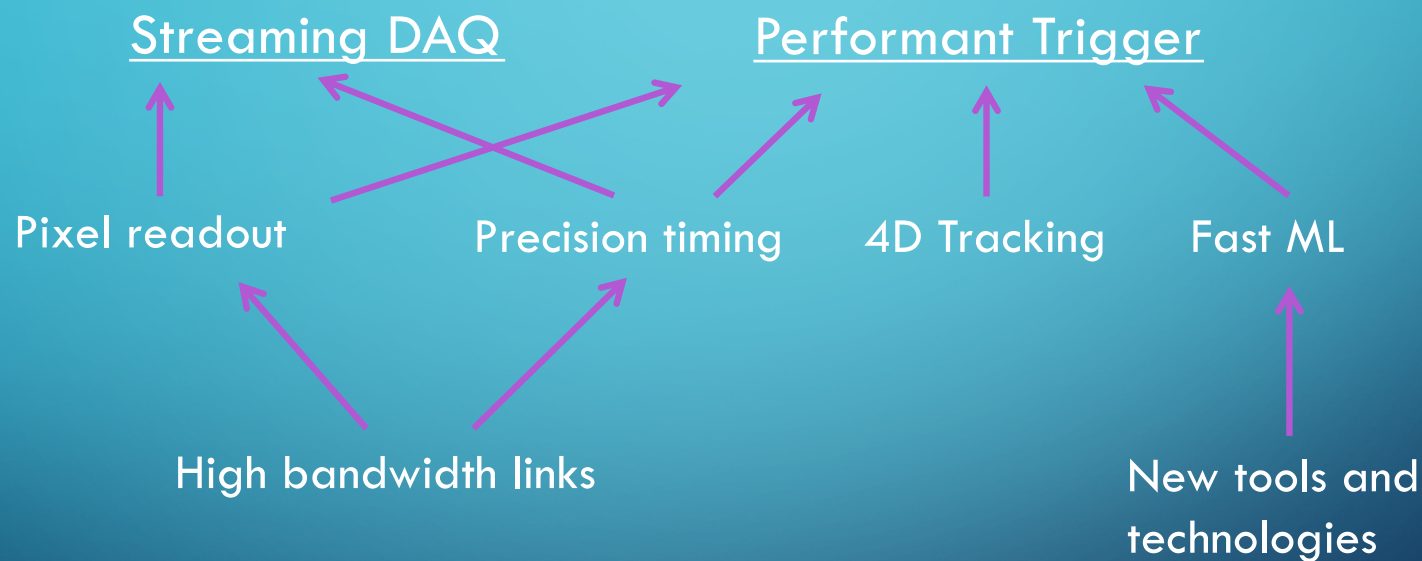 Streaming DAQ
Performant Trigger
Pixel readout
Precision timing
4D Tracking
Fast ML
High bandwidth links
New tools and
technologies